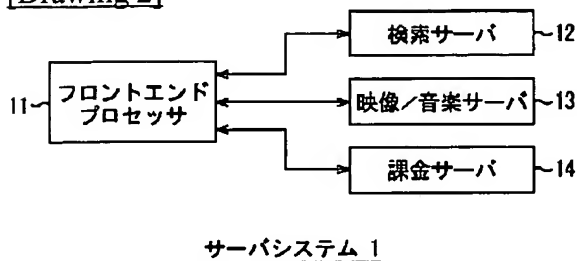 [Drawing 2]
検索サーバ ~12
11~ フロントエンド
プロセッサ
映像/音楽サーバ ~13
課金サーバ ~14
サーバシステム 1